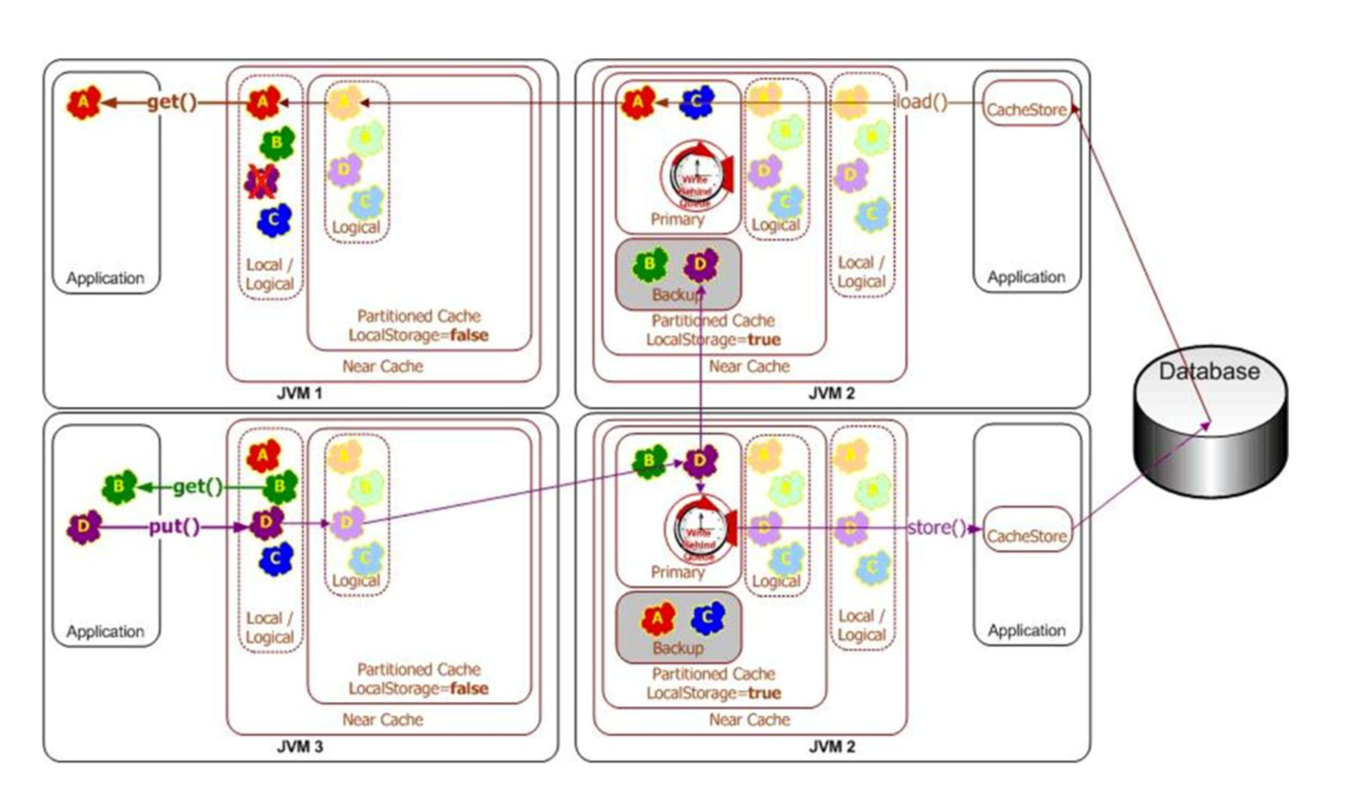 A
get()
A
B
C
A
B
D
C
Logical
Local /
Logical
Application
Partitioned Cache
LocalStorage=false
Near Cache
JVM 1
A
C
Write
Behind
Queue
Primary
B
D
Backup
A
B
D
C
Logical
A
B
D
C
Local /
Logical
Partitioned Cache
LocalStorage=true
Near Cache
load()
CacheStore
Application
JVM 2
Database
B
get()
D
put()
A
B
D
C
A
B
D
C
Logical
Local /
Logical
Application
Partitioned Cache
LocalStorage=false
Near Cache
JVM 3
B
D
Write
Behind
Queue
Primary
A
C
Backup
A
B
D
C
Logical
A
B
D
C
Local /
Logical
Partitioned Cache
LocalStorage=true
Near Cache
store()
CacheStore
Application
JVM 2